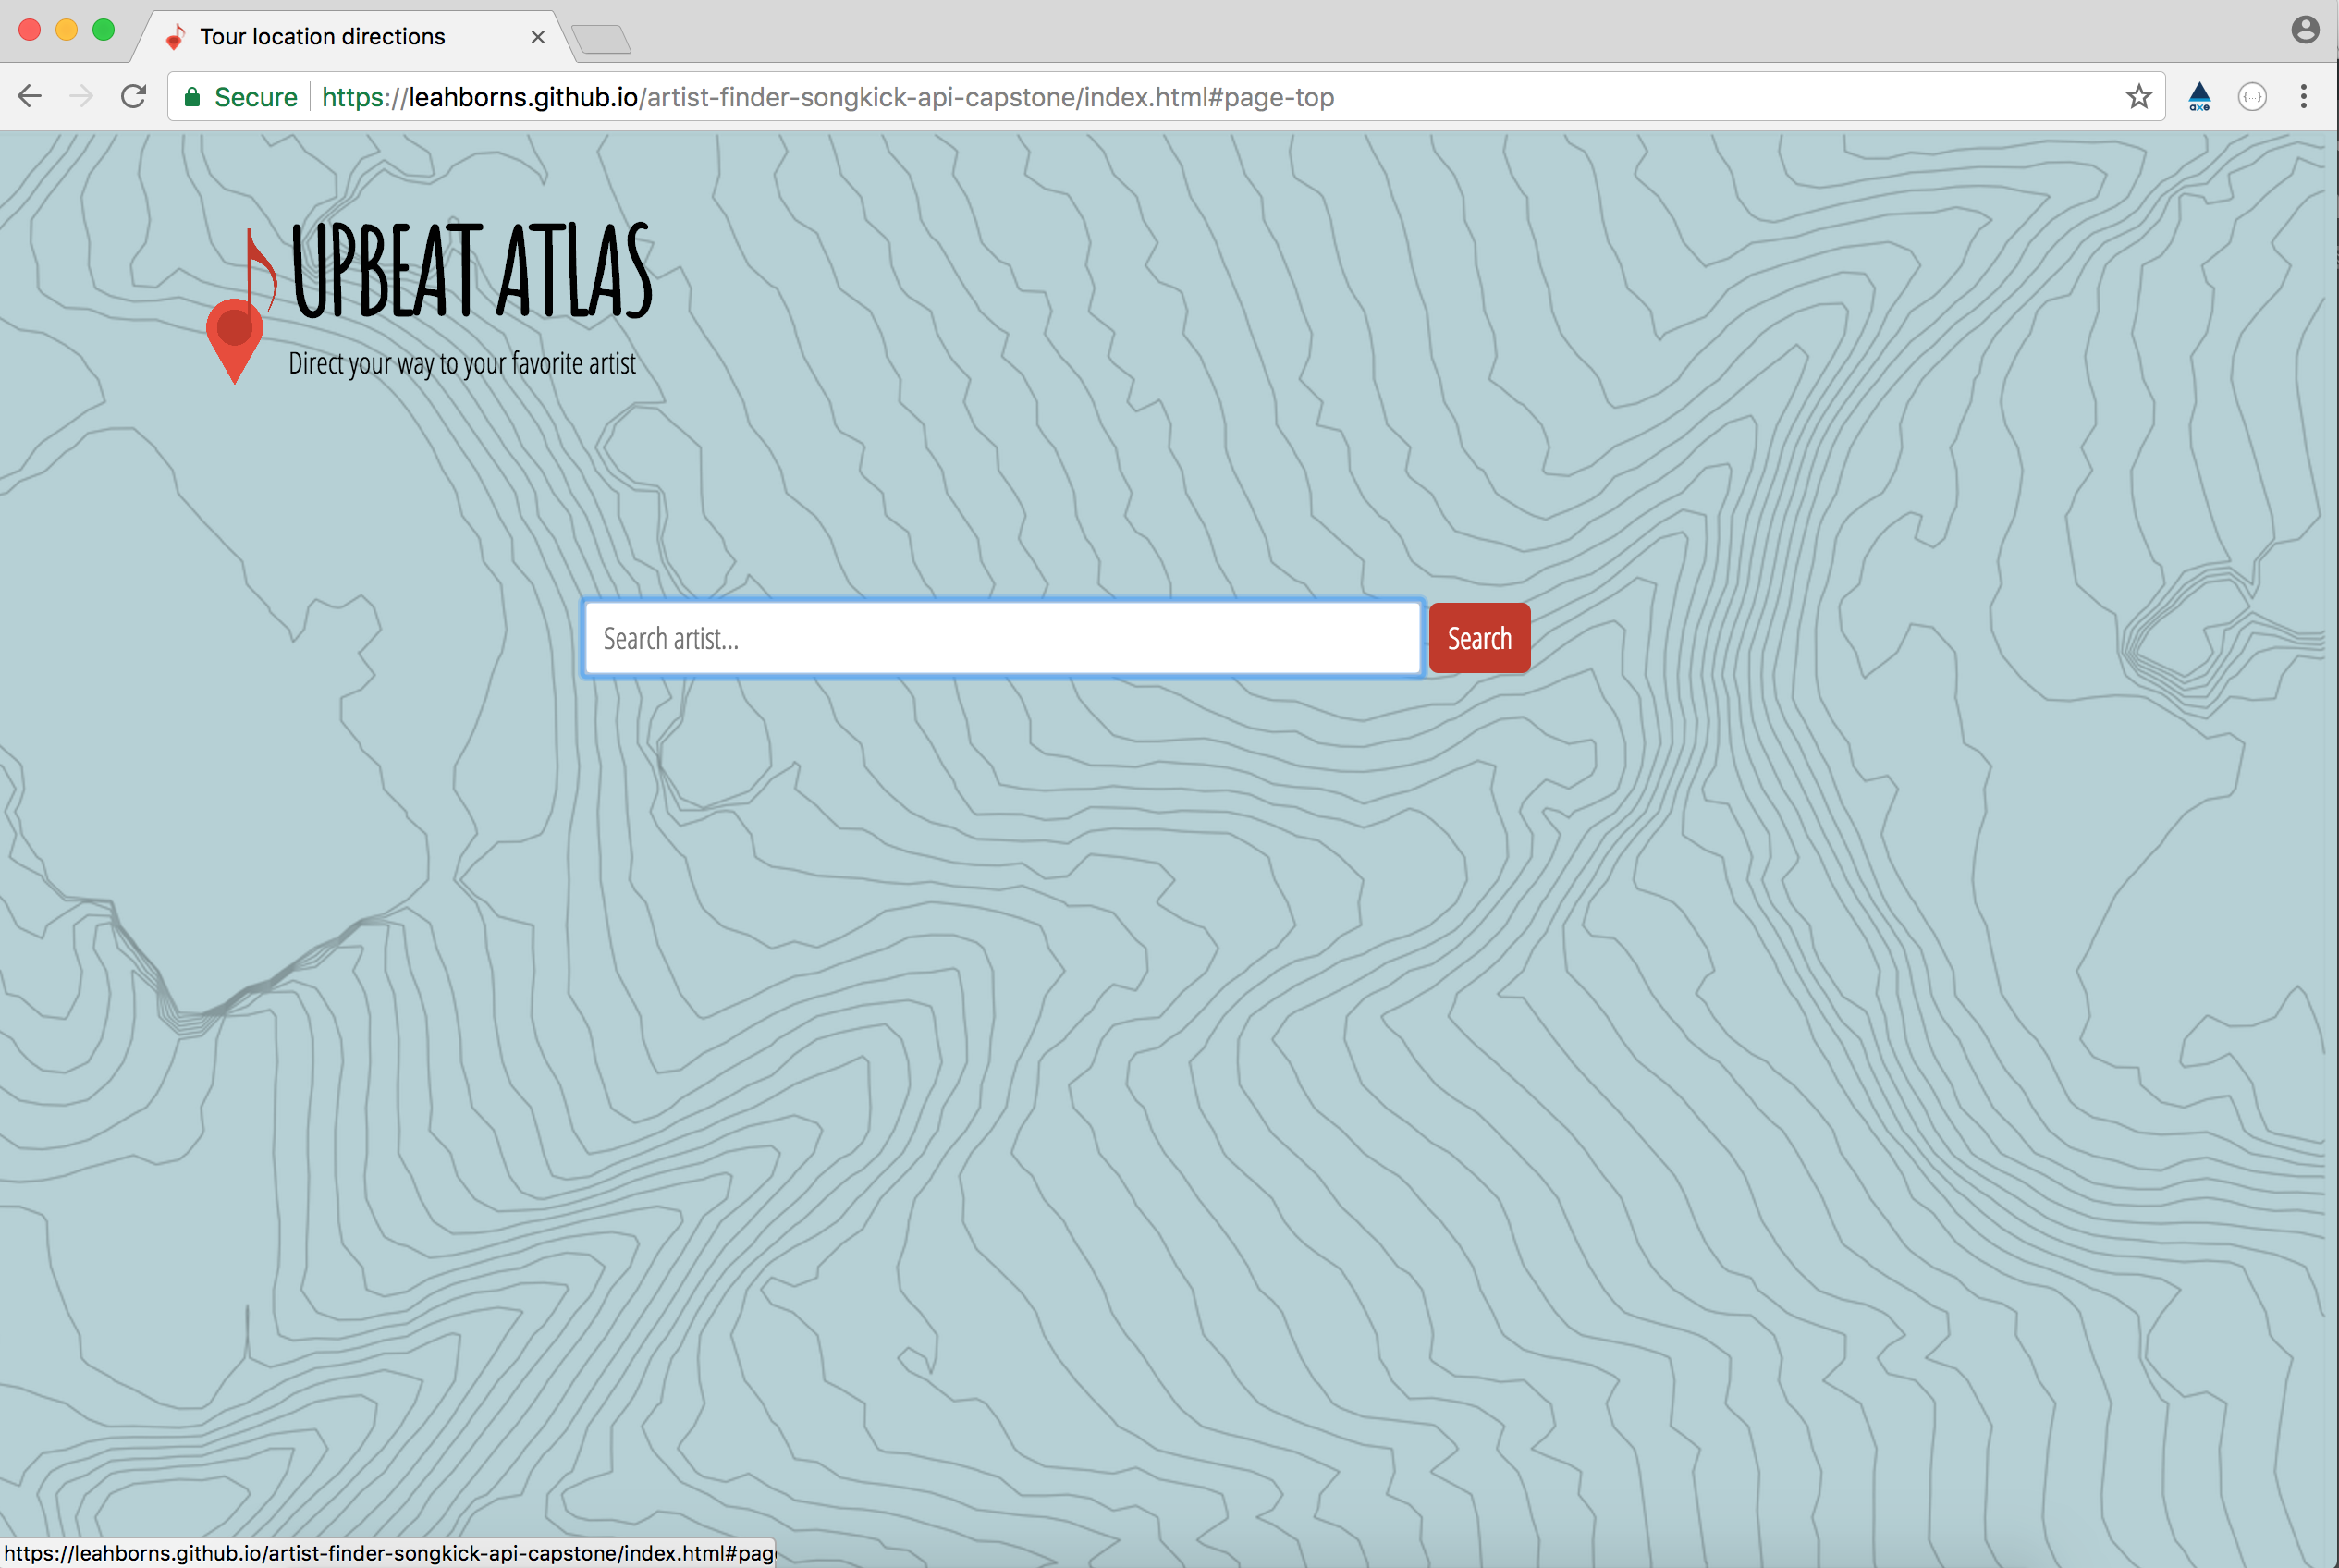 Tour location directions
Secure https://leahborns.github.io/artist-finder-songkick-api-capstone/index.html#page-top
axe
{...}
UPBEAT ATLAS
Direct your way to your favorite artist
Search artist... Search
https://leahborns.github.io/artist-finder-songkick-api-capstone/index.html#pag